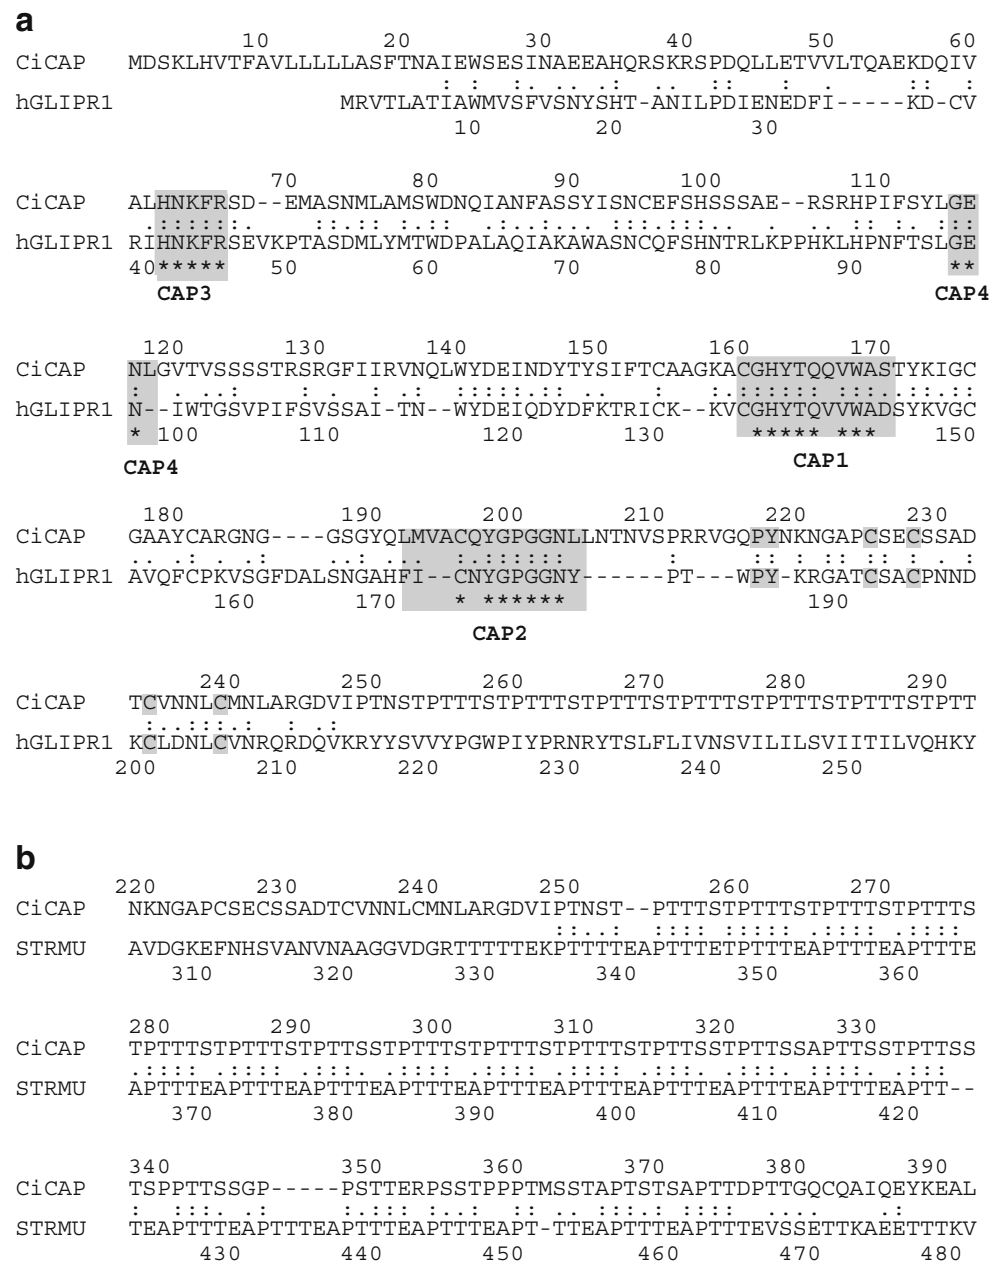 a
10 20 30 40 50 60
CiCAP MDSKLHVTFAVLLLLLLASFTNAIEWSESINAEEAHQRSKRSPDQLLETVVLTQAEKDQIV
: : : . . . . : : : . : . : : :
hGLIPR1 MRVTLATIAWMVSFVSNYSHT-ANILPDIENEDFI-----KD-CV
10 20 30
70 80 90 100 110
CiCAP ALHNKFRSD--EMASNMLAMSWDNQIANFASSYISNCEFSHSSSAE--RSRHPIFSYLGE
hGLIPR1 RIHNKFRSEVKPTASDMLYMTWDPALAQIAKAWASNCQFSHNTRLKPPHKLHPNFTSLGE
40 ***** 50 60 70 80 90 **
CAP3 CAP4
120 130 140 150 160 170
CiCAP NLGVTVSSSSTRSRGFIIRVNQLWYDEINDYTYSIFTCAAGKACGHYTQQVWASTYKIGC
hGLIPR1 N--IWTGSVPIFSVSSAI-TN--WYDEIQDYDFKTRICK--KVCGHYTQVVWADSYKVGC
* 100 110 120 130 ***** *** 150
CAP4 CAP1
180 190 200 210 220 230
CiCAP GAAYCARGNG----GSGYQLMVACQYGPGGNLLNTNVSPRRVGQPYNKNGAPCSECSSAD
hGLIPR1 AVQFCPKVSGFDALSNGAHFI--CNYGPGGNY------PT---WPY-KRGATCSACPNND
160 170 * ****** 190
CAP2
240 250 260 270 280 290
CiCAP TCVNNLCMNLARGDVIPTNSTPTTTSTPTTTSTPTTTSTPTTTSTPTTTSTPTTTSTPTT
hGLIPR1 KCLDNLCVNRQRDQVKRYYSVVYPGWPIYPRNRYTSLFLIVNSVILILSVIITILVQHKY
200 210 220 230 240 250
b
220 230 240 250 260 270
CiCAP NKNGAPCSECSSADTCVNNLCMNLARGDVIPTNST--PTTTSTPTTTSTPTTTSTPTTTS
STRMU AVDGKEFNHSVANVNAAGGVDGRTTTTTEKPTTTTEAPTTTETPTTTEAPTTTEAPTTTE
310 320 330 340 350 360
280 290 300 310 320 330
CiCAP TPTTTSTPTTTSTPTTSSTPTTTSTPTTTSTPTTTSTPTTSSTPTTSSAPTTSSTPTTSS
STRMU APTTTEAPTTTEAPTTTEAPTTTEAPTTTEAPTTTEAPTTTEAPTTTEAPTTTEAPTT--
370 380 390 400 410 420
340 350 360 370 380 390
CiCAP TSPPTTSSGP-----PSTTERPSSTPPPTMSSTAPTSTSAPTTDPTTGQCQAIQEYKEAL
STRMU TEAPTTTEAPTTTEAPTTTEAPTTTEAPT-TTEAPTTTEAPTTTEVSSETTKAEETTTKV
430 440 450 460 470 480